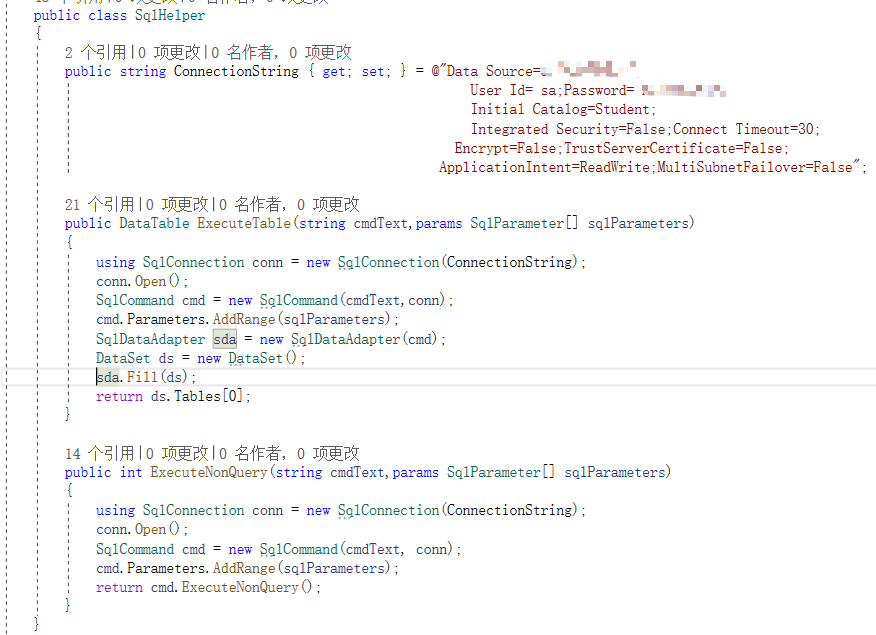 public class SqlHelper
{
2 个引用|0 项更改|0 名作者，0 项更改
public string ConnectionString { get; set; } = @"Data Source=
User Id= sa;Password=
Initial Catalog=Student;
Integrated Security=False;Connect Timeout=30;
Encrypt=False;TrustServerCertificate=False;
ApplicationIntent=ReadWrite;MultiSubnetFailover=False";
21 个引用|0 项更改|0 名作者，0 项更改
public DataTable ExecuteTable(string cmdText,params SqlParameter[] sqlParameters)
{
using SqlConnection conn = new SqlConnection(ConnectionString);
conn.Open();
SqlCommand cmd = new SqlCommand(cmdText,conn);
cmd.Parameters.AddRange(sqlParameters);
SqlDataAdapter sda = new SqlDataAdapter(cmd);
DataSet ds = new DataSet();
sda.Fill(ds);
return ds.Tables[0];
}
14 个引用|0 项更改|0 名作者，0 项更改
public int ExecuteNonQuery(string cmdText,params SqlParameter[] sqlParameters)
{
using SqlConnection conn = new SqlConnection(ConnectionString);
conn.Open();
SqlCommand cmd = new SqlCommand(cmdText, conn);
cmd.Parameters.AddRange(sqlParameters);
return cmd.ExecuteNonQuery();
}
}